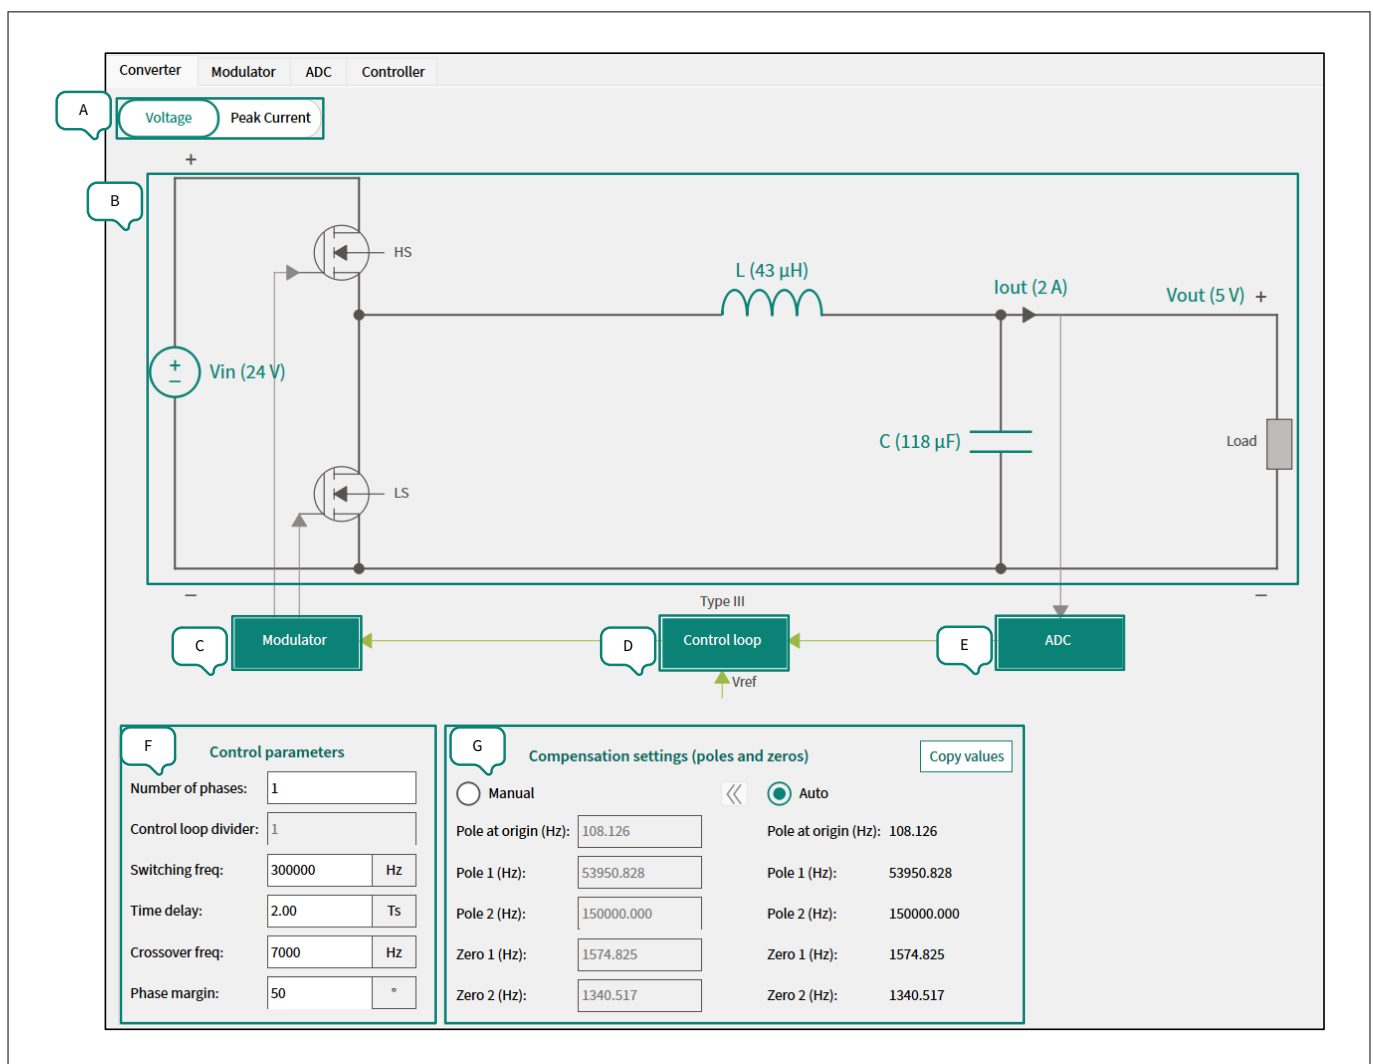 Converter Modulator ADC Controller
A
Voltage Peak Current
+
B
HS
L (43 µH)
Iout (2 A)
Vout (5 V) +
+
−
Vin (24 V)
C (118 µF)
Load
LS
−
−
Type III
C
Modulator
D
Control loop
E
ADC
Vref
F
Control parameters
Number of phases: 1
Control loop divider: 1
Switching freq: 300000 Hz
Time delay: 2.00 Ts
Crossover freq: 7000 Hz
Phase margin: 50 °
G
Compensation settings (poles and zeros)
Copy values
Manual
Auto
Pole at origin (Hz): 108.126 Pole at origin (Hz): 108.126
Pole 1 (Hz): 53950.828 Pole 1 (Hz): 53950.828
Pole 2 (Hz): 150000.000 Pole 2 (Hz): 150000.000
Zero 1 (Hz): 1574.825 Zero 1 (Hz): 1574.825
Zero 2 (Hz): 1340.517 Zero 2 (Hz): 1340.517